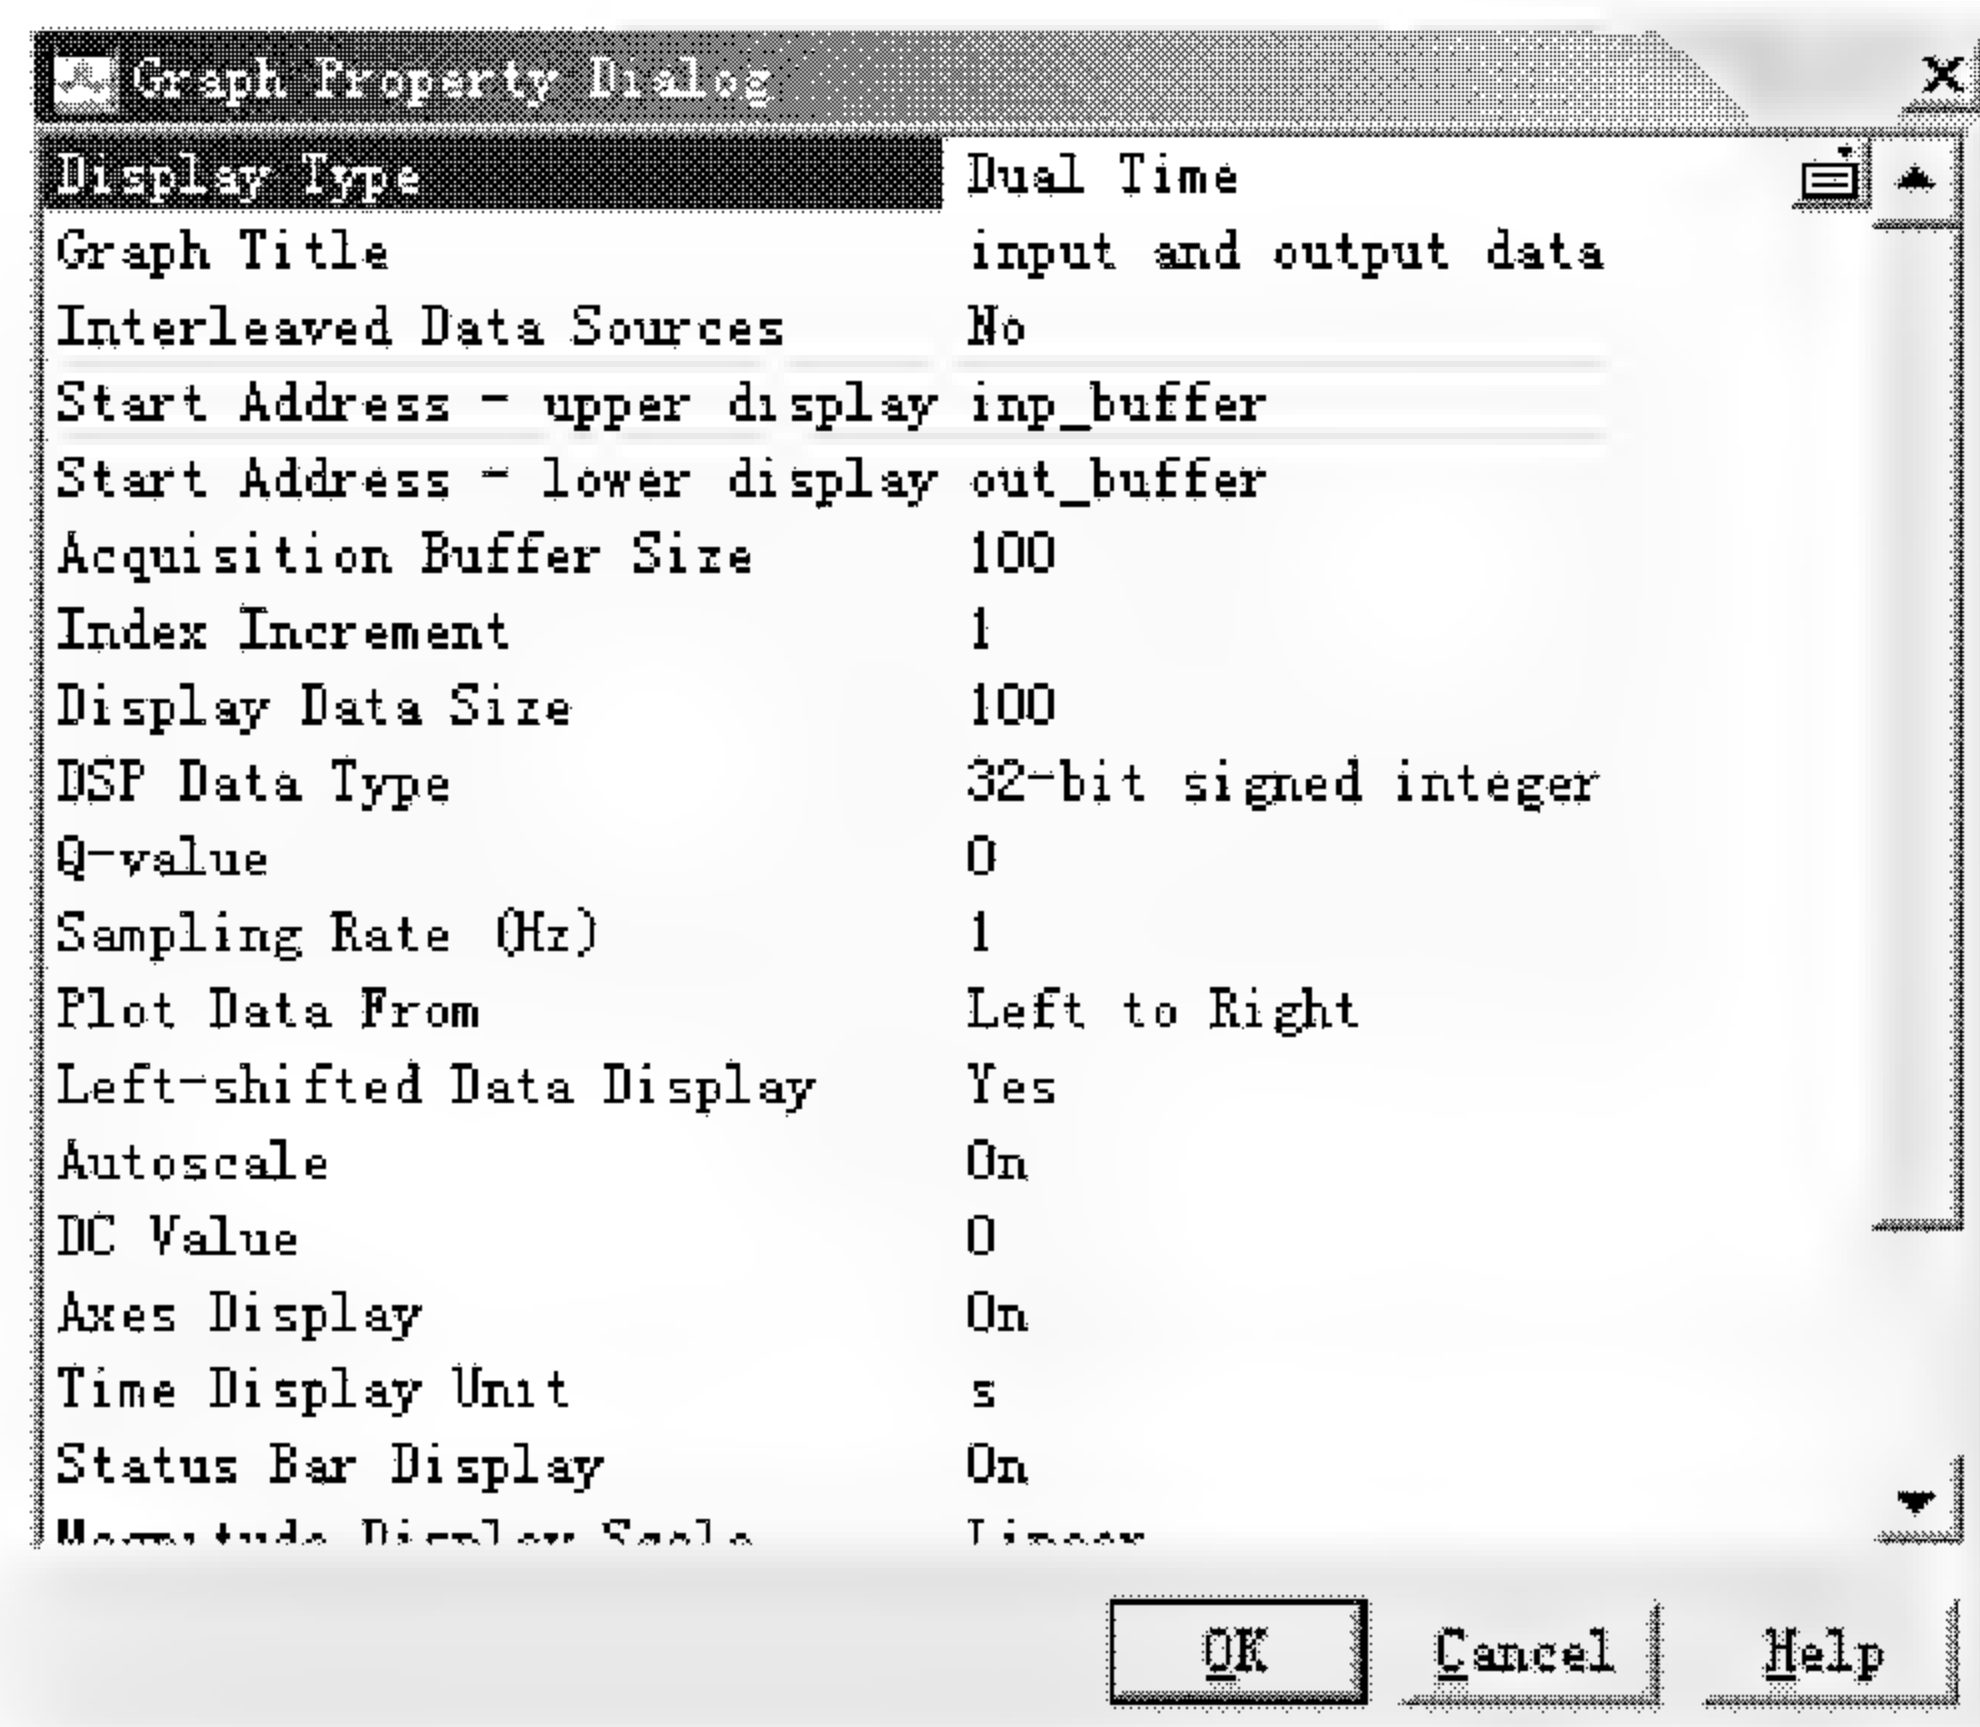 Graph Property Dialog
Display Type Dual Time
Graph Title input and output data
Interleaved Data Sources No
Start Address - upper display inp_buffer
Start Address - lower display out_buffer
Acquisition Buffer Size 100
Index Increment 1
Display Data Size 100
DSP Data Type 32-bit signed integer
Q-value 0
Sampling Rate (Hz) 1
Plot Data From Left to Right
Left-shifted Data Display Yes
Autoscale On
DC Value 0
Axes Display On
Time Display Unit s
Status Bar Display On
Magnitude Display Scale Linear
OK Cancel Help